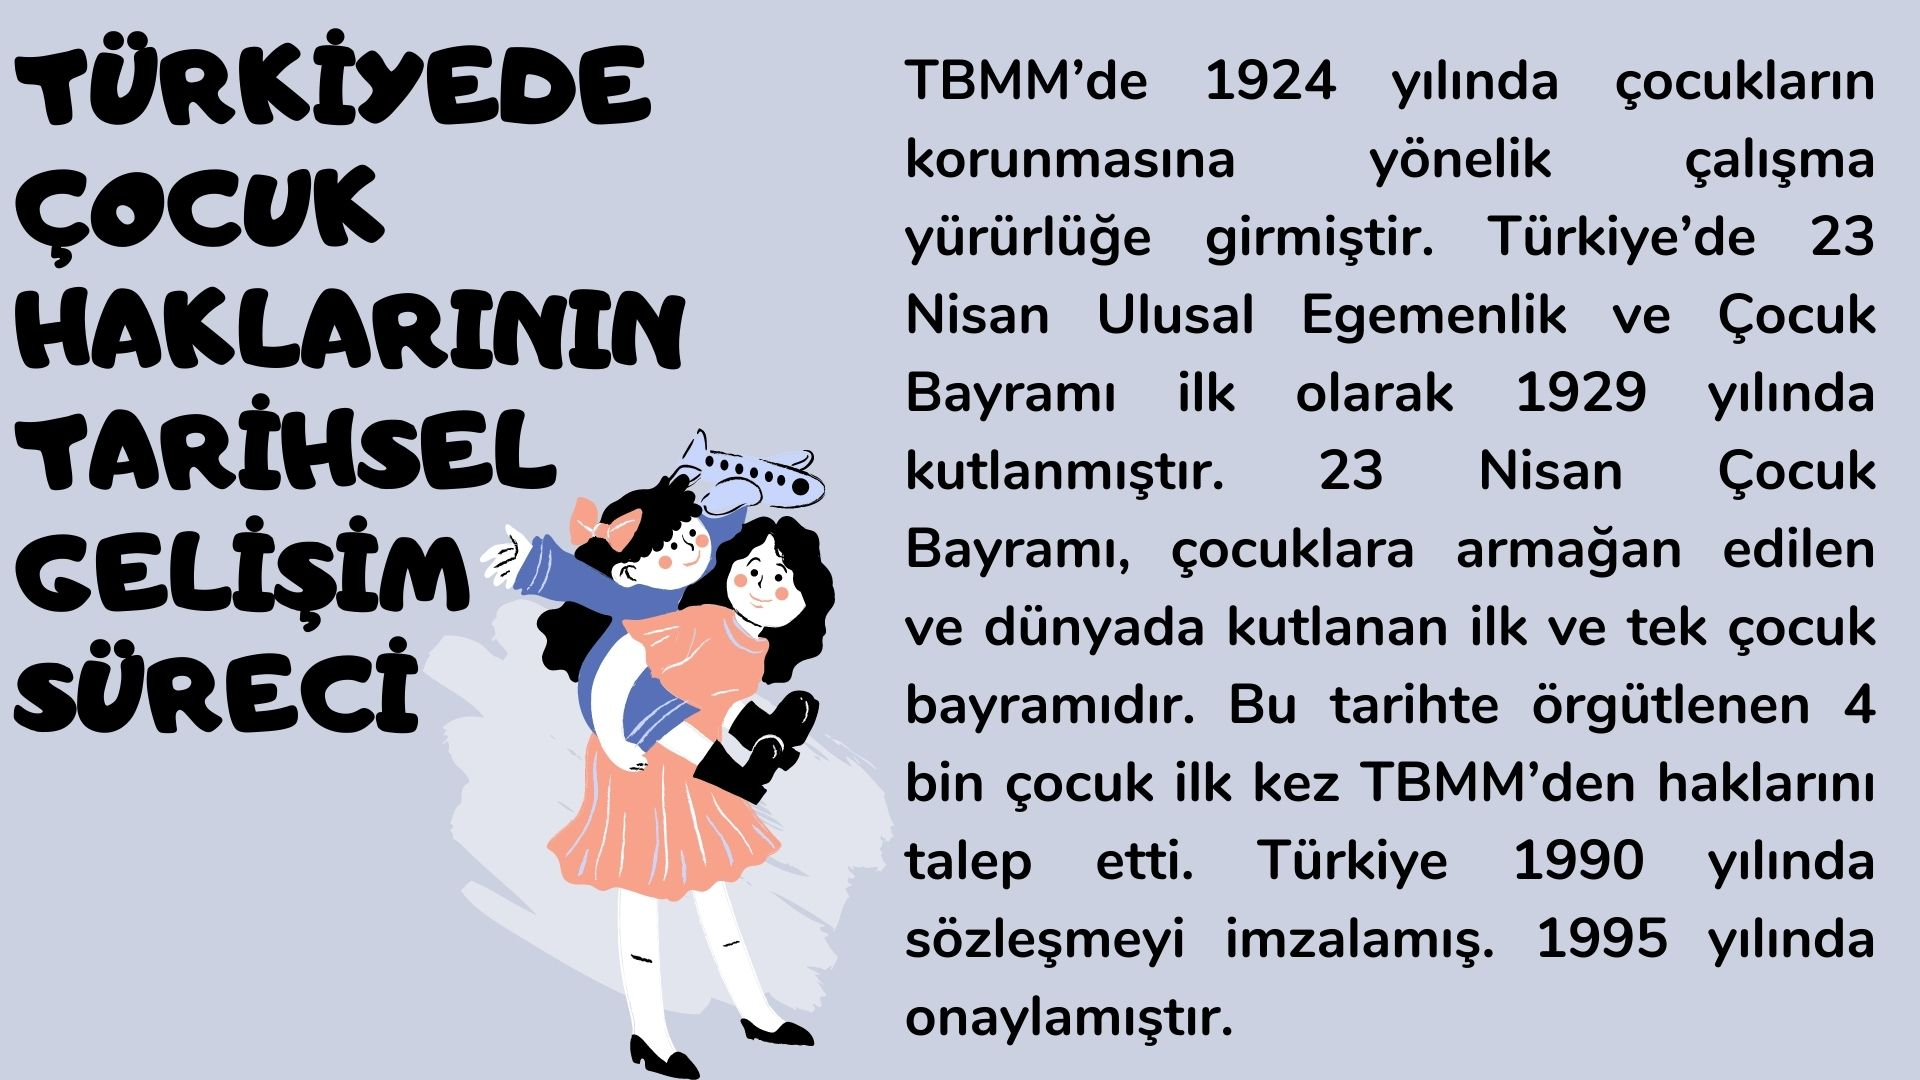 TÜRKİYEDE
ÇOCUK
HAKLARININ
TARİHSEL
GELİŞİM
SÜRECİ
TBMM’de 1924 yılında çocukların
korunmasına yönelik çalışma
yürürlüğe girmiştir. Türkiye’de 23
Nisan Ulusal Egemenlik ve Çocuk
Bayramı ilk olarak 1929 yılında
kutlanmıştır. 23 Nisan Çocuk
Bayramı, çocuklara armağan edilen
ve dünyada kutlanan ilk ve tek çocuk
bayramıdır. Bu tarihte örgütlenen 4
bin çocuk ilk kez TBMM’den haklarını
talep etti. Türkiye 1990 yılında
sözleşmeyi imzalamış. 1995 yılında
onaylamıştır.